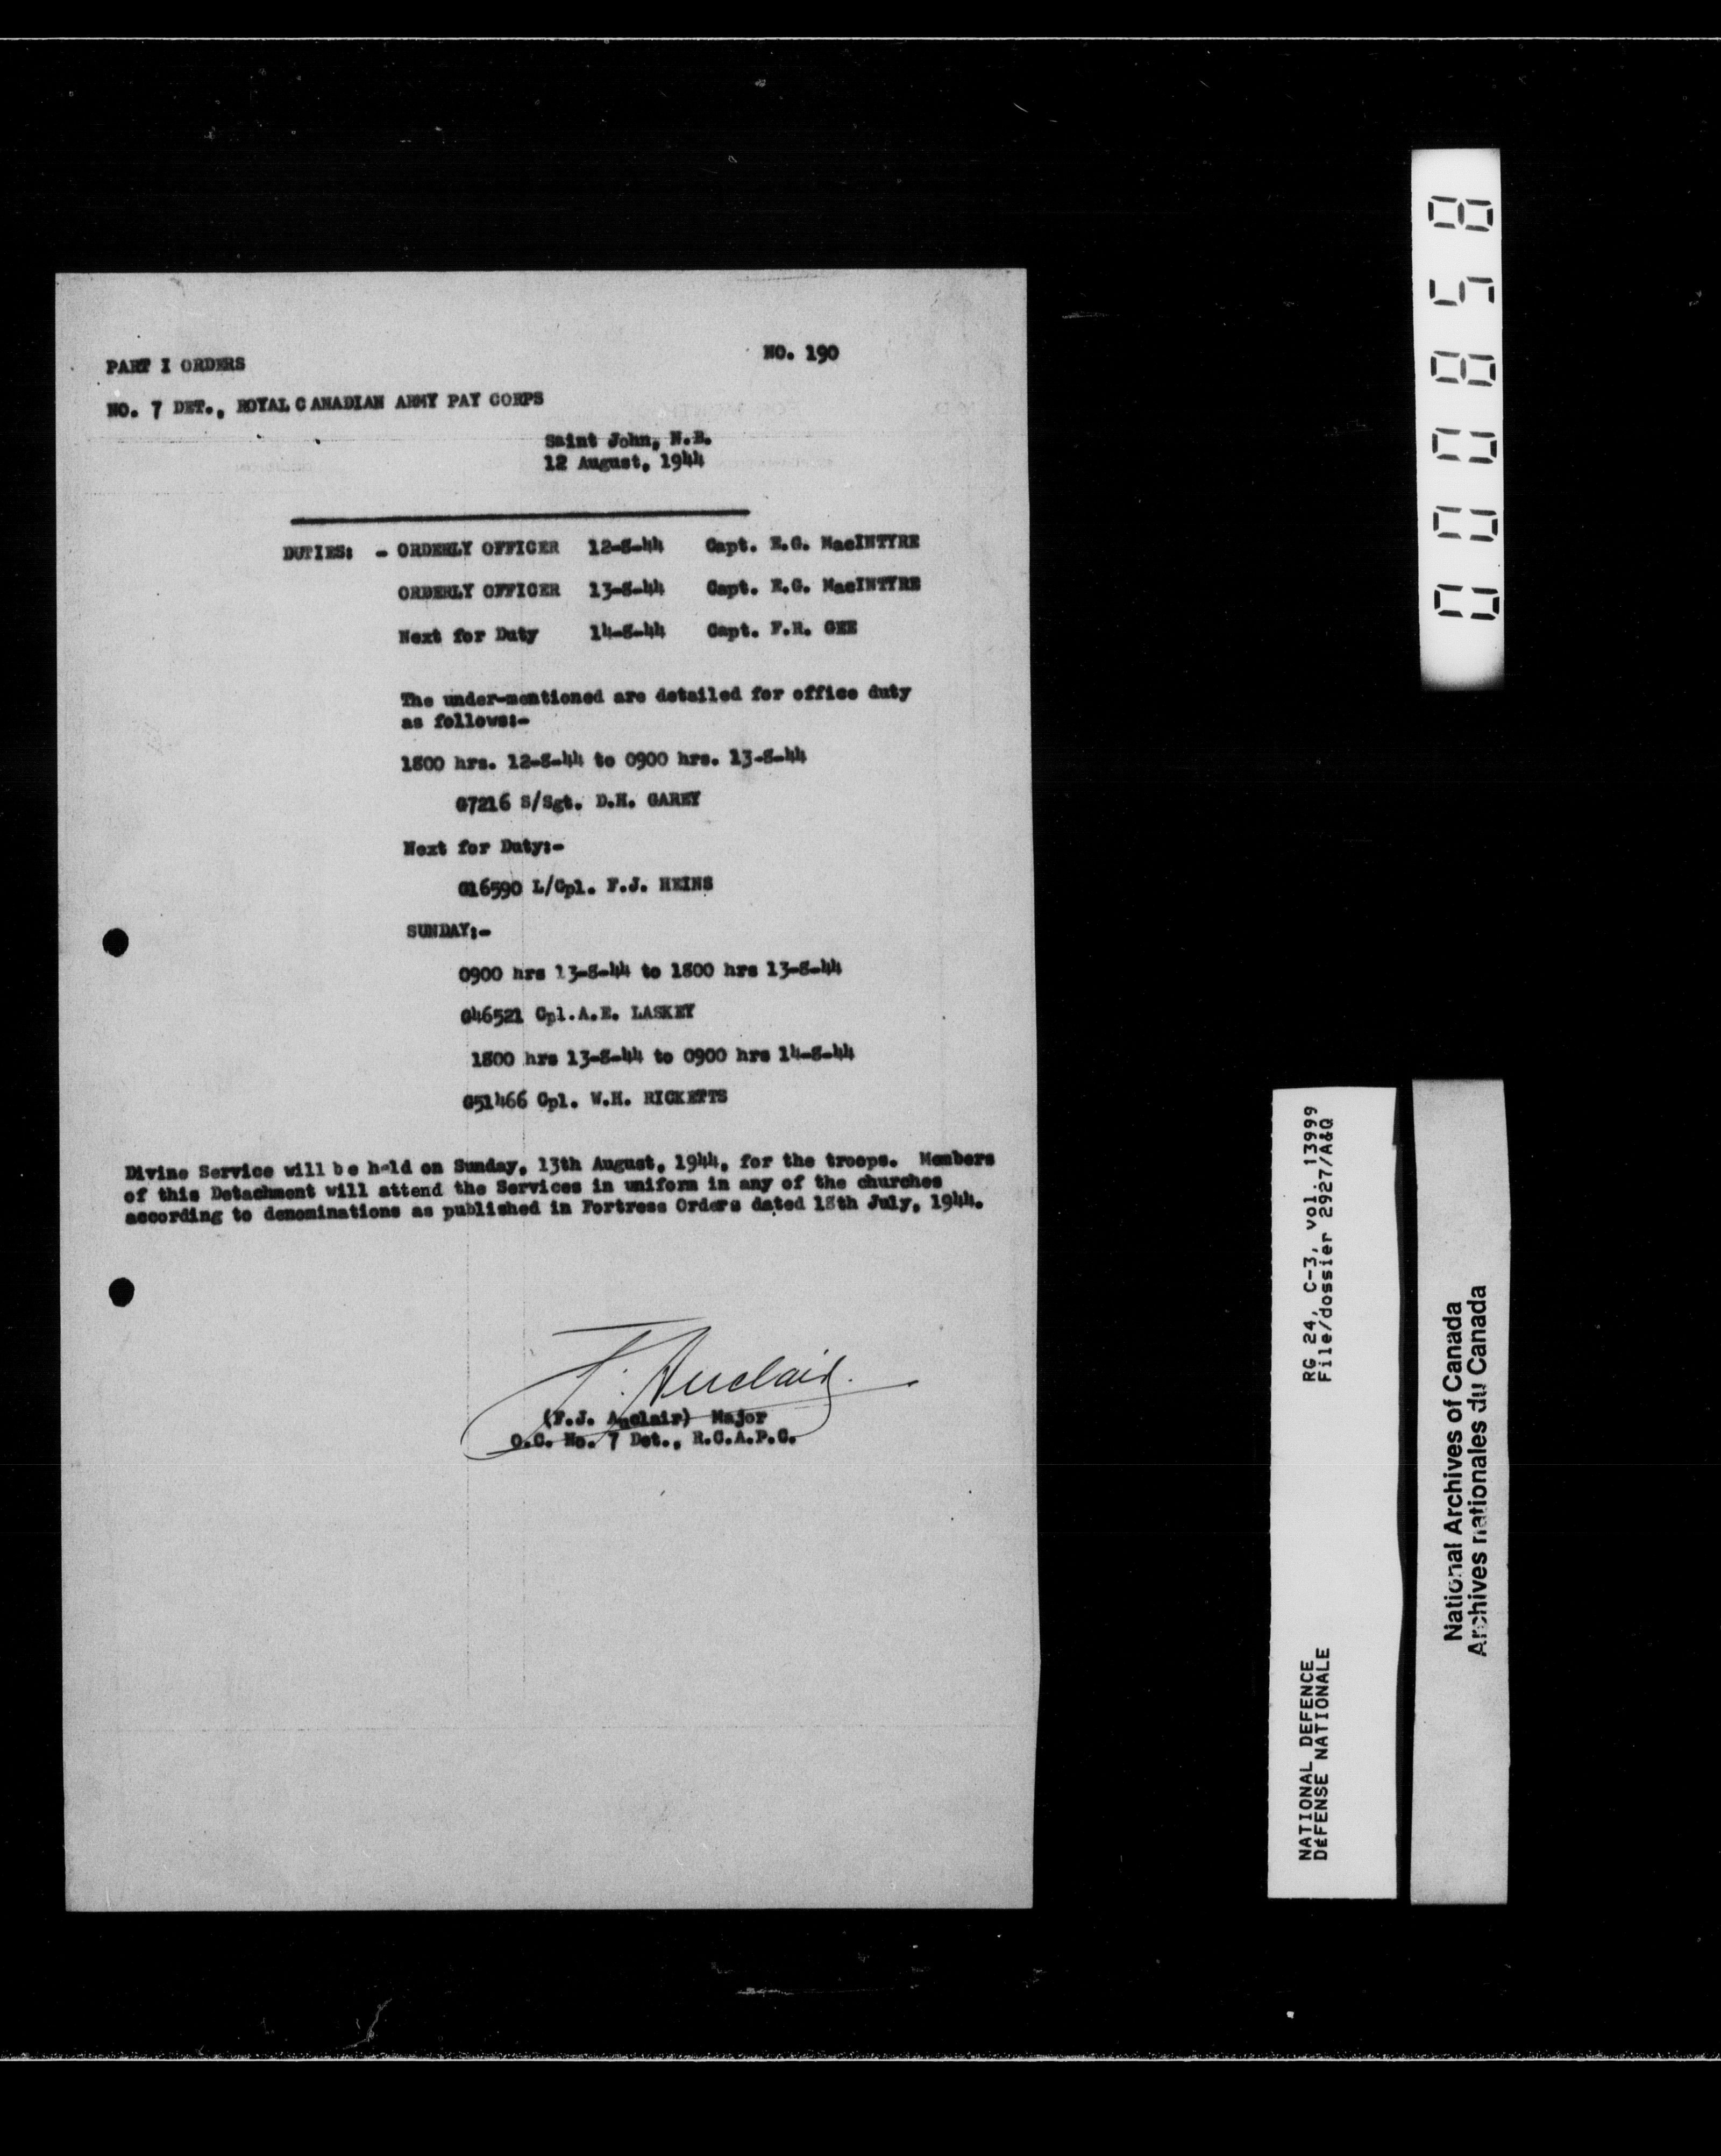 PART I ORDERS
NO. 190
NO. 7 DET., ROYAL CANADIAN ARMY PAY CORPS
Saint John, N.B.
12 August, 1944
DUTIES: - ORDERLY OFFICER 12-8-44 Capt. E.G. MacINTYRE
ORDERLY OFFICER 13-8-44 Capt. E.G. MacINTYRE
Next for Duty 14-8-44 Capt. F.R. GEE
The under-mentioned are detailed for office duty
as follows:-
1800 hrs. 12-8-44 to 0900 hrs. 13-8-44
G7216 S/Sgt. D.H. GAREY
Next for Duty:-
G16590 L/Cpl. F.J. HEINS
SUNDAY:-
0900 hrs 13-8-44 to 1800 hrs 13-8-44
G46521 Cpl.A.E. LASKEY
1800 hrs 13-8-44 to 0900 hrs 14-8-44
G51466 Cpl. W.H. RICKETTS
Divine Service will be held on Sunday, 13th August, 1944, for the troops. Members
of this Detachment will attend the Services in uniform in any of the churches
according to denominations as published in Fortress Orders dated 18th July, 1944.
F. Auclair.
(F.J. Auclair) Major
O.C. No. 7 Det., R.C.A.P.C.
000858
RG 24, C-3, vol. 13999
File/dossier 2927/A&Q
NATIONAL DEFENCE
DÉFENSE NATIONALE
National Archives of Canada
Archives nationales du Canada